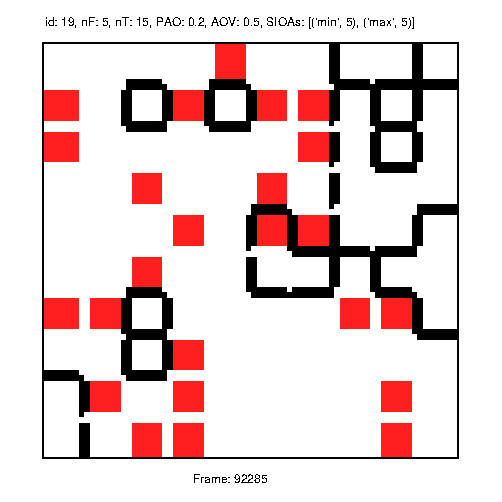 id: 19, nF: 5, nT: 15, PAO: 0.2, AOV: 0.5, SIOAs: [('min', 5), ('max', 5)]
Frame: 92285